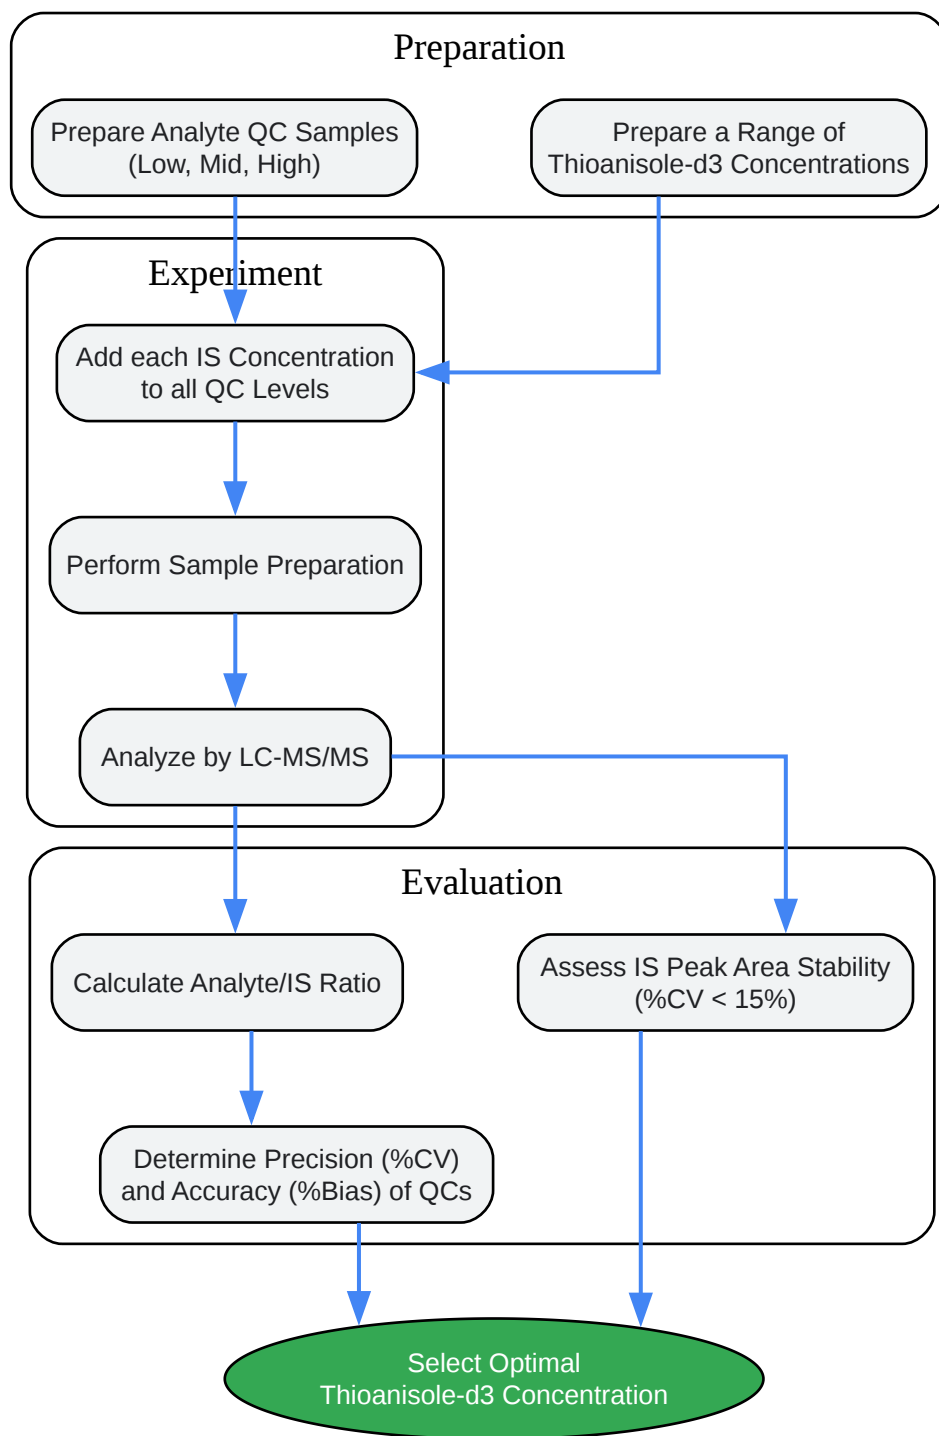 Preparation
Prepare Analyte QC Samples
(Low, Mid, High)
Prepare a Range of
Thioanisole-d3 Concentrations
Experiment
Add each IS Concentration
to all QC Levels
Perform Sample Preparation
Analyze by LC-MS/MS
Evaluation
Calculate Analyte/IS Ratio
Assess IS Peak Area Stability
(%CV < 15%)
Determine Precision (%CV)
and Accuracy (%Bias) of QCs
Select Optimal
Thioanisole-d3 Concentration